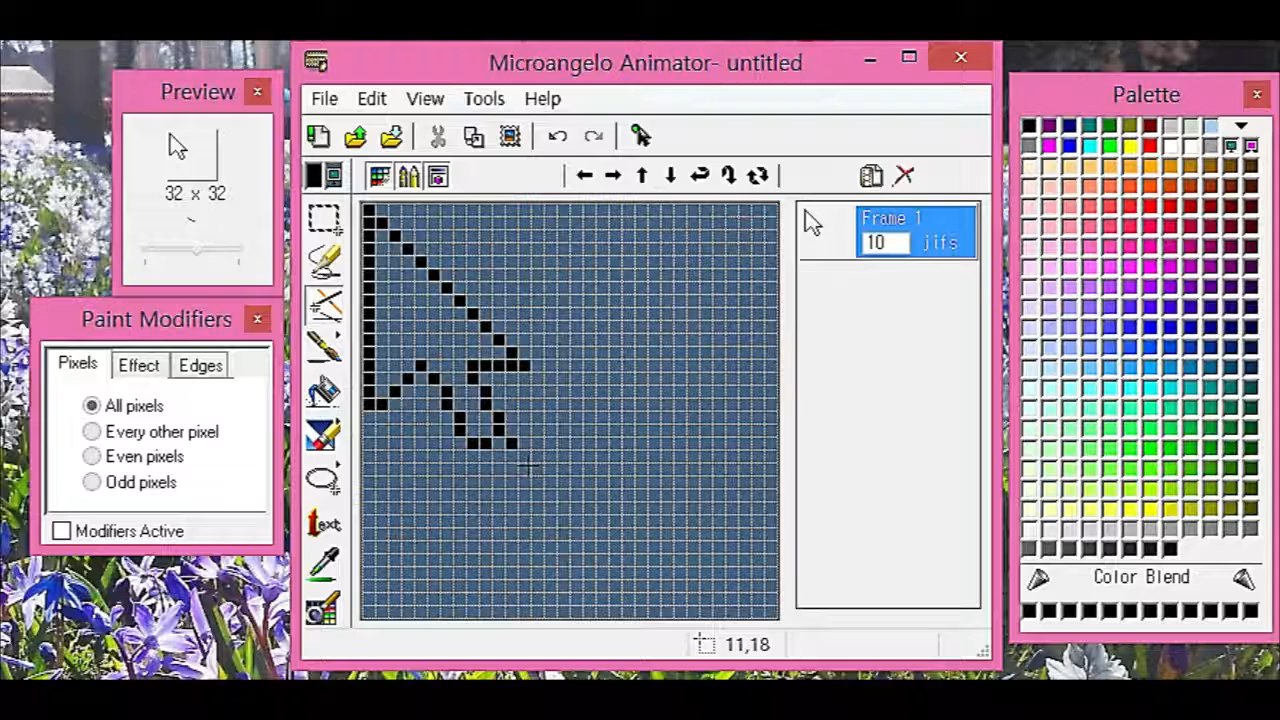 Microangelo Animator- untitled
File Edit View Tools Help
Preview
32 x 32
Paint Modifiers
Pixels Effect Edges
All pixels
Every other pixel
Even pixels
Odd pixels
Modifiers Active
text
Frame 1
10 jifs
11,18
Palette
Color Blend